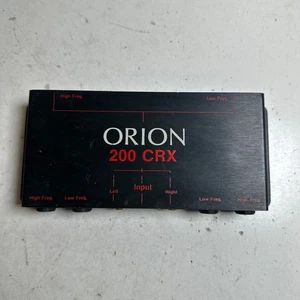 High Freq. Low Freq.
ORION
200 CRX
Left Input Right
High Freq. Low Freq. Low Freq. High Freq.